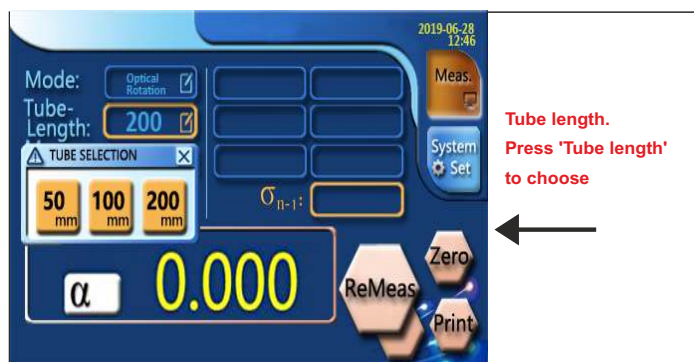 2019-06-28
12:46
Mode:
Optical
Rotation
Meas.
Tube-
Length:
200
System
Set
TUBE SELECTION
50
mm
100
mm
200
mm
σn-1:
α
0.000
ReMeas
Zero
Print
Tube length.
Press 'Tube length'
to choose